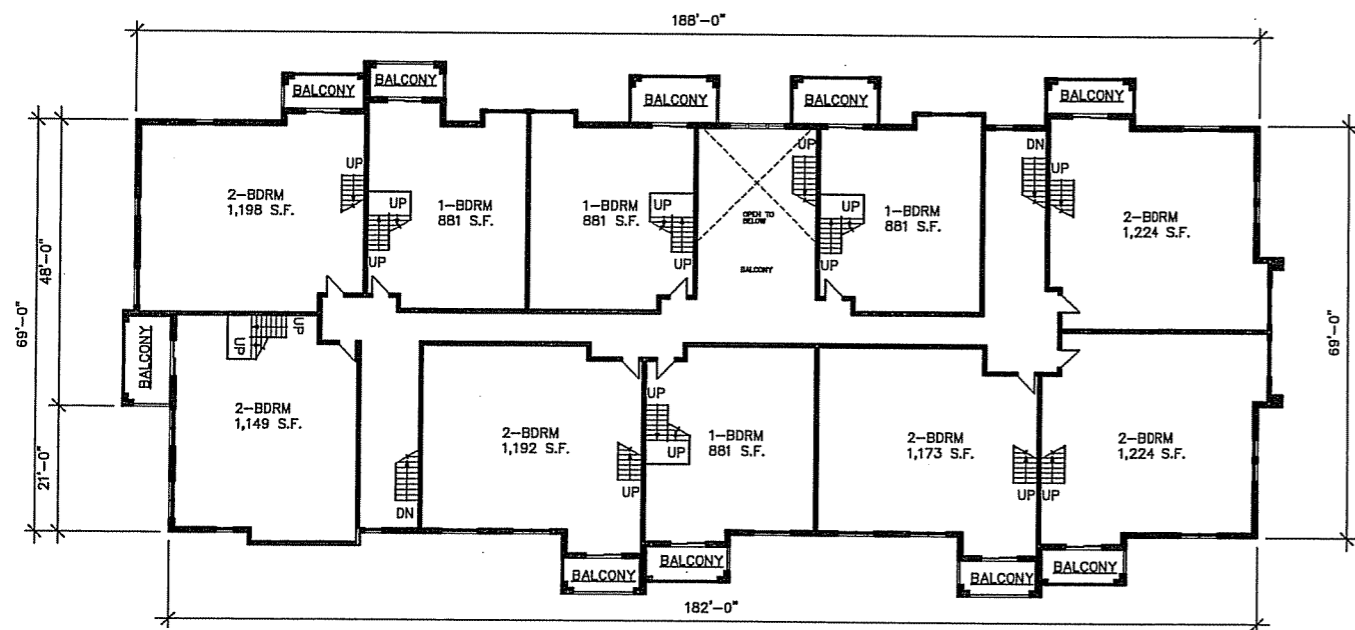 188'-0"
BALCONY
BALCONY
BALCONY
BALCONY
BALCONY
UP
2-BDRM
1,198 S.F.
UP
UP
1-BDRM
881 S.F.
1-BDRM
881 S.F.
UP
UP
OPEN TO
BELOW
BALCONY
UP
UP
UP
1-BDRM
881 S.F.
DN
UP
2-BDRM
1,224 S.F.
69'-0"
48'-0"
21'-0"
69'-0"
BALCONY
UP
UP
2-BDRM
1,149 S.F.
DN
2-BDRM
1,192 S.F.
UP
UP
UP
1-BDRM
881 S.F.
2-BDRM
1,173 S.F.
UP
UP
2-BDRM
1,224 S.F.
BALCONY
BALCONY
BALCONY
BALCONY
182'-0"